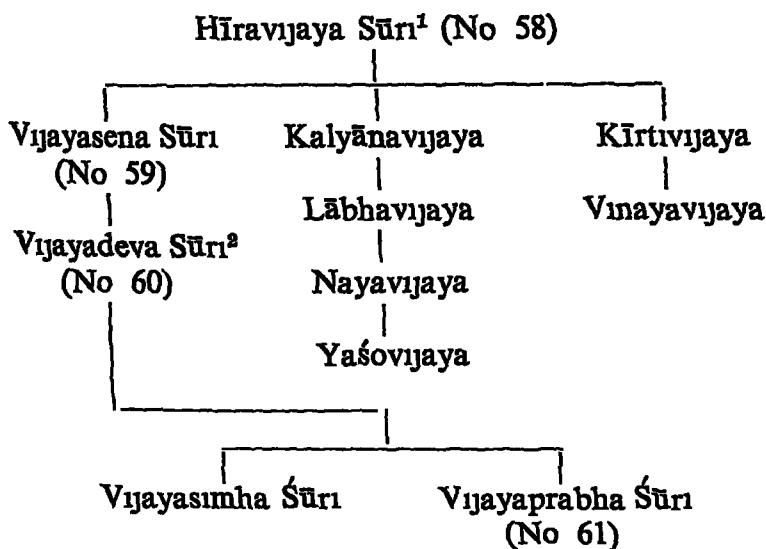 Hīravijaya Sūri¹ (No 58)
Vijayasena Sūri Kalyānavijaya Kīrtivijaya
(No 59)
Lābhavijaya Vinayavijaya
Vijayadeva Sūri²
(No 60) Nayavijaya
Yaśovijaya
Vijayasimha Śūri Vijayaprabha Śūri
(No 61)